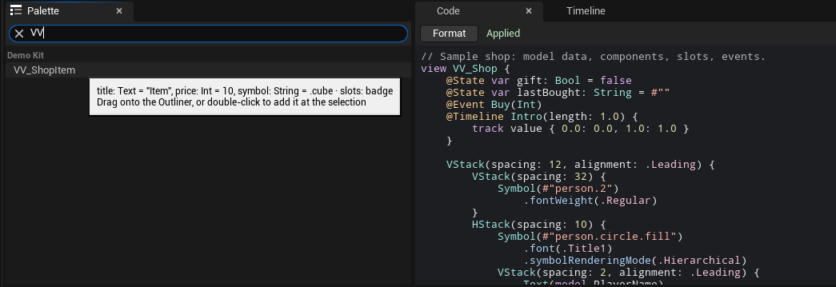 Palette
VV
Demo Kit
VV_ShopItem
title: Text = "Item", price: Int = 10, symbol: String = .cube · slots: badge
Drag onto the Outliner, or double-click to add it at the selection
Code
Timeline
Format
Applied
// Sample shop: model data, components, slots, events.
view VV_Shop {
@State var gift: Bool = false
@State var lastBought: String = #""
@Event Buy(Int)
@Timeline Intro(length: 1.0) {
track value { 0.0: 0.0, 1.0: 1.0 }
}
VStack(spacing: 12, alignment: .Leading) {
VStack(spacing: 32) {
Symbol(#"person.2")
.fontWeight(.Regular)
}
HStack(spacing: 10) {
Symbol(#"person.circle.fill")
.font(.Title1)
.symbolRenderingMode(.Hierarchical)
VStack(spacing: 2, alignment: .Leading) {
Text(model.PlayerName)